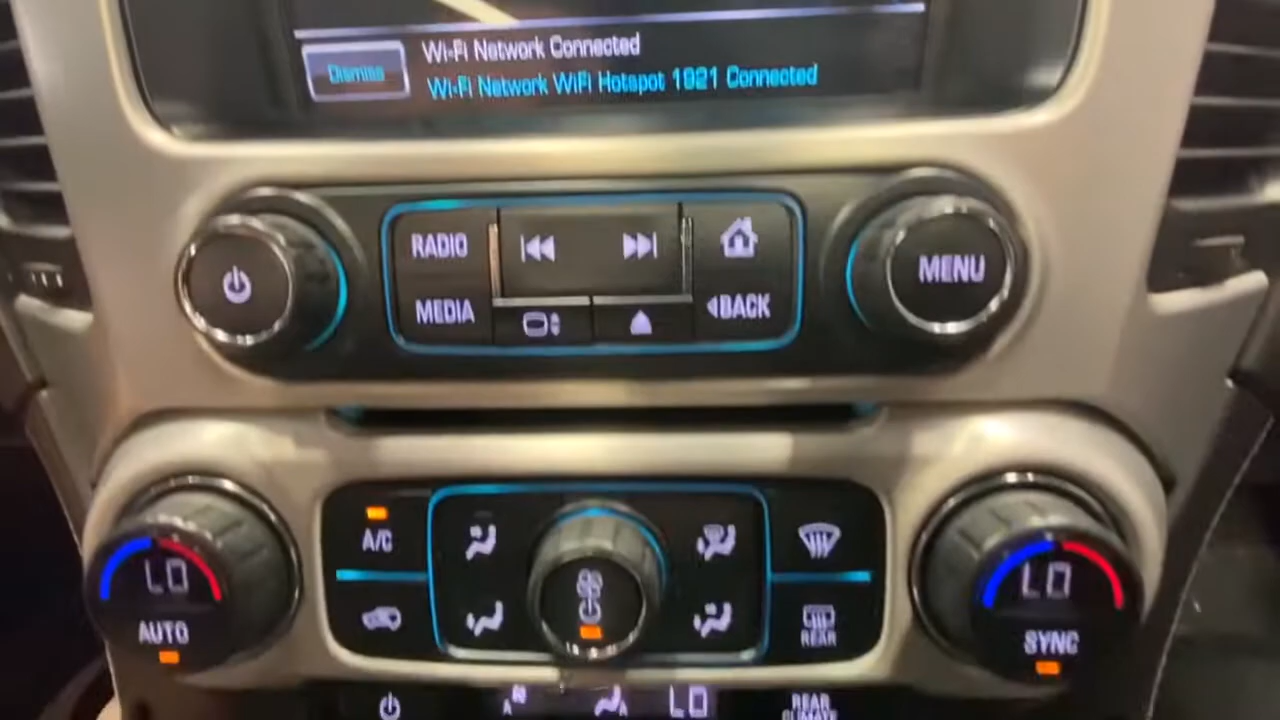 Wi-Fi Network Connected
Dismiss
Wi-Fi Network WiFi Hotspot 1921 Connected
RADIO
MEDIA
BACK
MENU
A/C
LO
AUTO
REAR
LO
SYNC
A
A
LO
REAR
CLIMATE